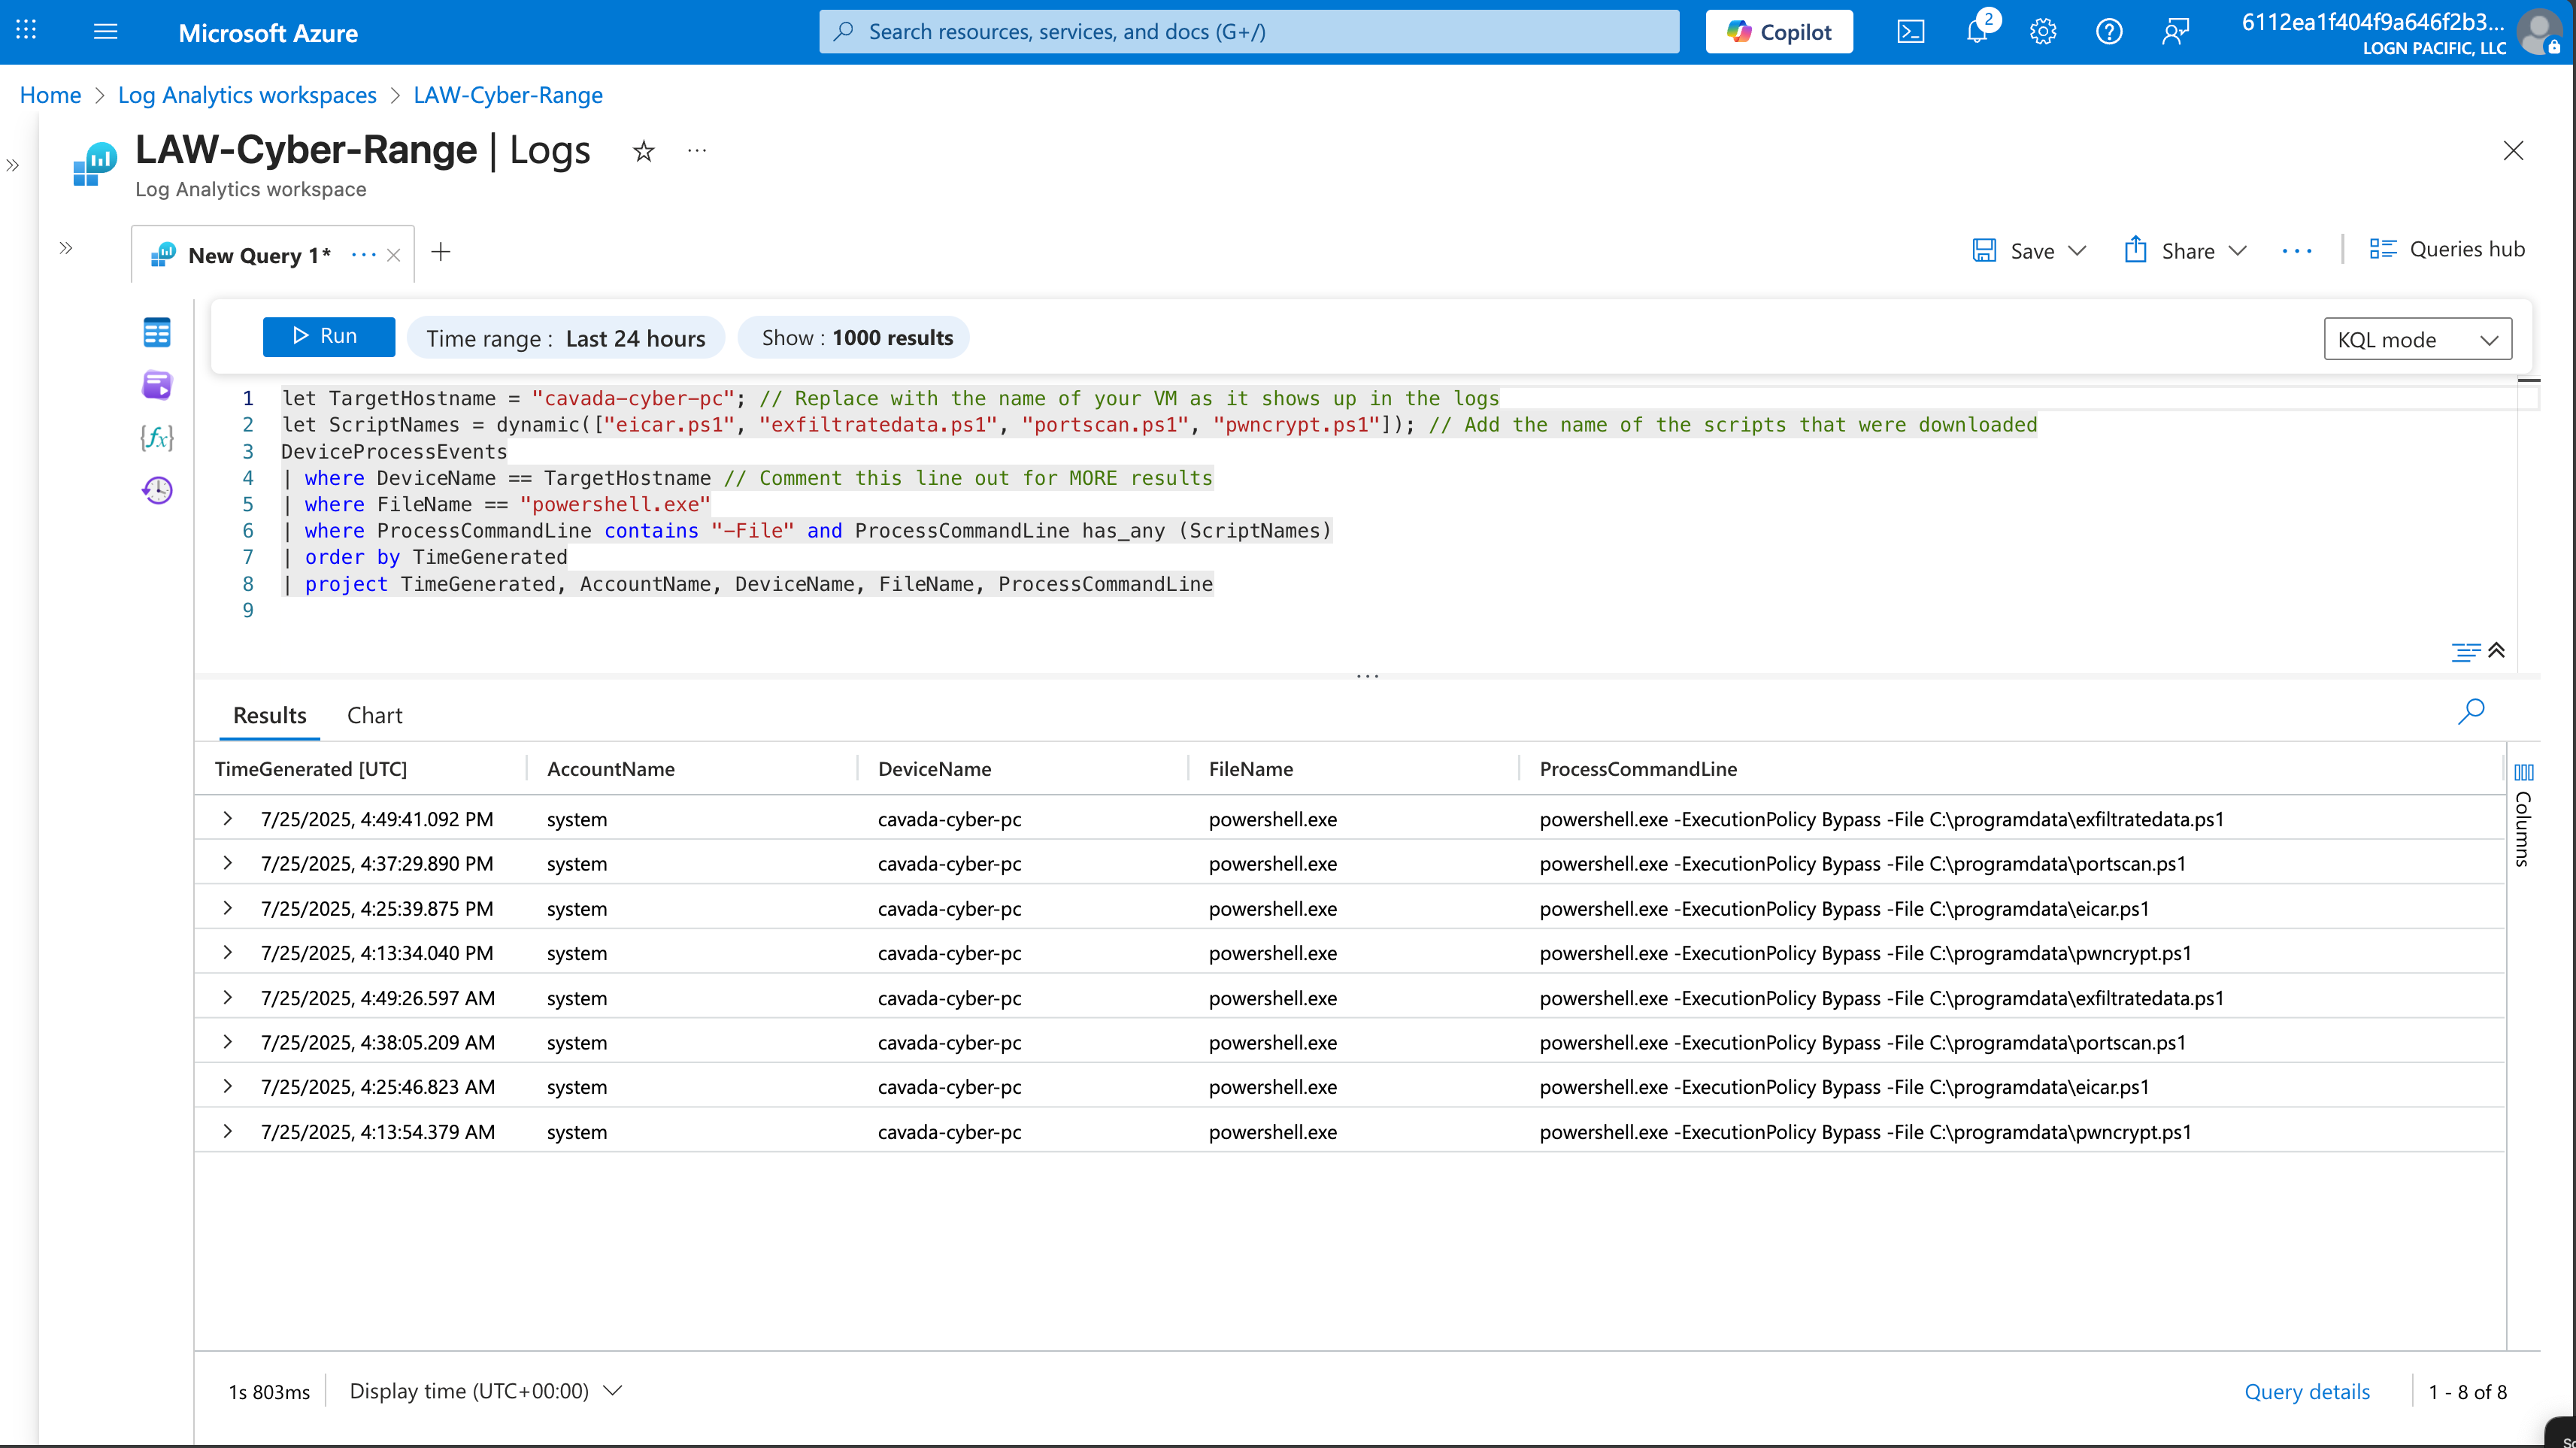 Microsoft Azure
Search resources, services, and docs (G+/)
Copilot
2
6112ea1f404f9a646f2b3...
LOGN PACIFIC, LLC
Home > Log Analytics workspaces > LAW-Cyber-Range
LAW-Cyber-Range | Logs
Log Analytics workspace
New Query 1*
Save
Share
Queries hub
Run
Time range : Last 24 hours
Show : 1000 results
KQL mode
1 let TargetHostname = "cavada-cyber-pc"; // Replace with the name of your VM as it shows up in the logs
2 let ScriptNames = dynamic(["eicar.ps1", "exfiltratedata.ps1", "portscan.ps1", "pwncrypt.ps1"]); // Add the name of the scripts that were downloaded
3 DeviceProcessEvents
4 | where DeviceName == TargetHostname // Comment this line out for MORE results
5 | where FileName == "powershell.exe"
6 | where ProcessCommandLine contains "-File" and ProcessCommandLine has_any (ScriptNames)
7 | order by TimeGenerated
8 | project TimeGenerated, AccountName, DeviceName, FileName, ProcessCommandLine
9
Results Chart
TimeGenerated [UTC] AccountName DeviceName FileName ProcessCommandLine
7/25/2025, 4:49:41.092 PM system cavada-cyber-pc powershell.exe powershell.exe -ExecutionPolicy Bypass -File C:\programdata\exfiltratedata.ps1
7/25/2025, 4:37:29.890 PM system cavada-cyber-pc powershell.exe powershell.exe -ExecutionPolicy Bypass -File C:\programdata\portscan.ps1
7/25/2025, 4:25:39.875 PM system cavada-cyber-pc powershell.exe powershell.exe -ExecutionPolicy Bypass -File C:\programdata\eicar.ps1
7/25/2025, 4:13:34.040 PM system cavada-cyber-pc powershell.exe powershell.exe -ExecutionPolicy Bypass -File C:\programdata\pwncrypt.ps1
7/25/2025, 4:49:26.597 AM system cavada-cyber-pc powershell.exe powershell.exe -ExecutionPolicy Bypass -File C:\programdata\exfiltratedata.ps1
7/25/2025, 4:38:05.209 AM system cavada-cyber-pc powershell.exe powershell.exe -ExecutionPolicy Bypass -File C:\programdata\portscan.ps1
7/25/2025, 4:25:46.823 AM system cavada-cyber-pc powershell.exe powershell.exe -ExecutionPolicy Bypass -File C:\programdata\eicar.ps1
7/25/2025, 4:13:54.379 AM system cavada-cyber-pc powershell.exe powershell.exe -ExecutionPolicy Bypass -File C:\programdata\pwncrypt.ps1
Columns
1s 803ms
Display time (UTC+00:00)
Query details
1 - 8 of 8